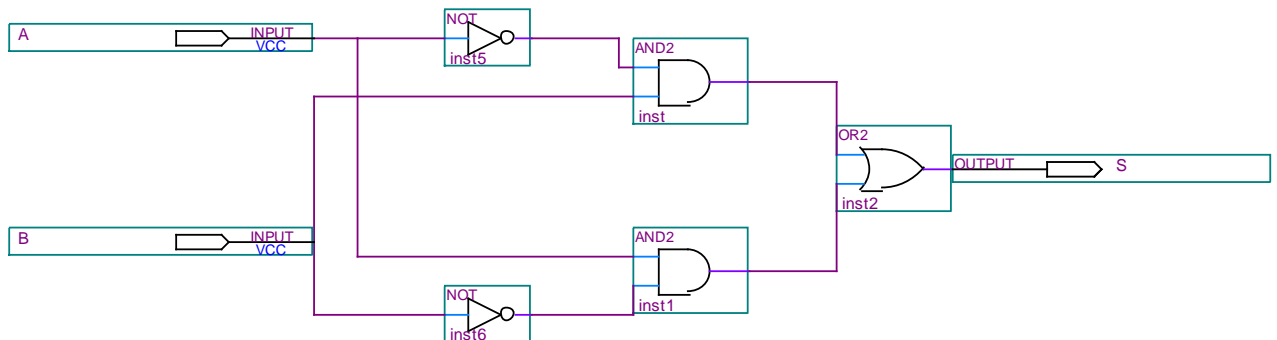 A
INPUT
VCC
NOT
inst5
AND2
inst
OR2
inst2
OUTPUT
S
B
INPUT
VCC
AND2
inst1
NOT
inst6